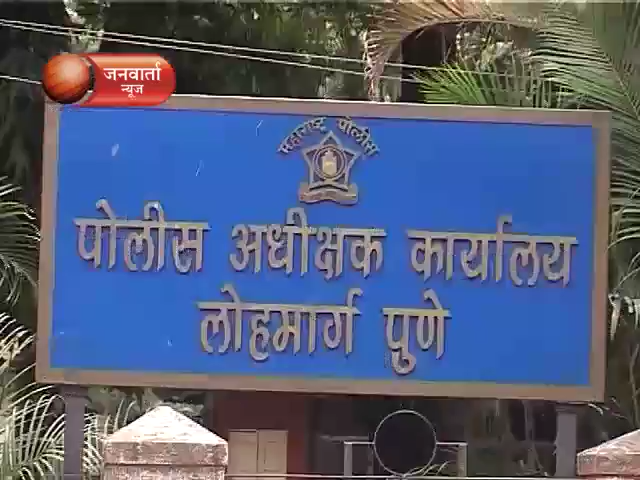 जनवार्ता
न्यूज
महाराष्ट्र पोलीस
पोलीस अधीक्षक कार्यालय
लोहमार्ग पुणे